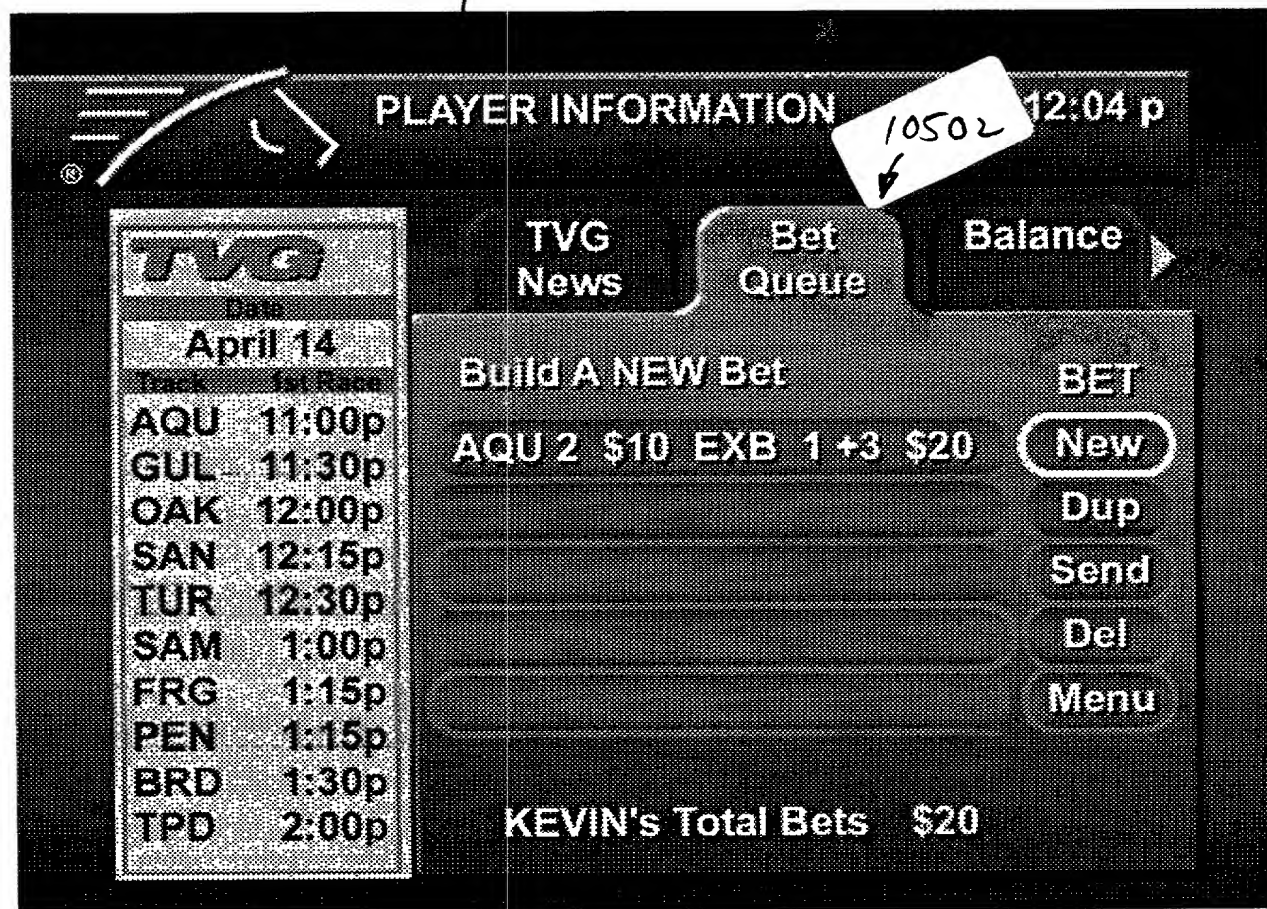 PLAYER INFORMATION 12:04 p
10502
®
TVG
Date
April 14
Track 1st Race
AQU 11:00p
GUL 11:30p
OAK 12:00p
SAN 12:15p
TUR 12:30p
SAM 1:00p
FRG 1:15p
PEN 1:15p
BRD 1:30p
TPD 2:00p
TVG News
Bet Queue
Balance
Build A NEW Bet
AQU 2 $10 EXB 1 +3 $20
BET
New
Dup
Send
Del
Menu
KEVIN's Total Bets $20